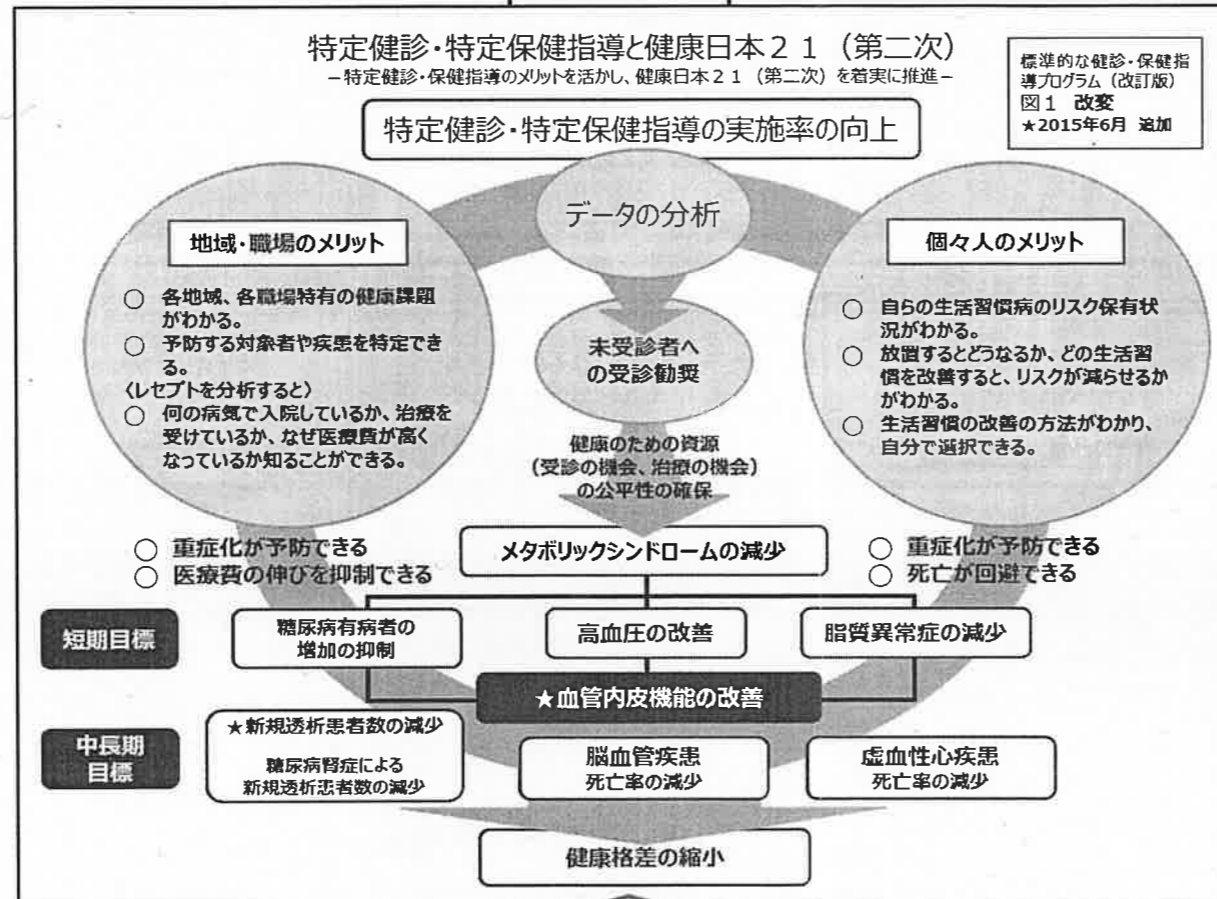 特定健診・特定保健指導と健康日本２１（第二次）
－特定健診・保健指導のメリットを活かし、健康日本２１（第二次）を着実に推進－
標準的な健診・保健指
導プログラム（改訂版）
図１ 改変
★2015年6月 追加
特定健診・特定保健指導の実施率の向上
データの分析
地域・職場のメリット
○ 各地域、各職場特有の健康課題
がわかる。
○ 予防する対象者や疾患を特定でき
る。
〈レセプトを分析すると〉
○ 何の病気で入院しているか、治療を
受けているか、なぜ医療費が高く
なっているか知ることができる。
未受診者へ
の受診勧奨
個々人のメリット
○ 自らの生活習慣病のリスク保有状
況がわかる。
○ 放置するとどうなるか、どの生活習
慣を改善すると、リスクが減らせるか
がわかる。
○ 生活習慣の改善の方法がわかり、
自分で選択できる。
健康のための資源
（受診の機会、治療の機会）
の公平性の確保
○ 重症化が予防できる
○ 医療費の伸びを抑制できる
メタボリックシンドロームの減少
○ 重症化が予防できる
○ 死亡が回避できる
短期目標
糖尿病有病者の
増加の抑制
高血圧の改善
脂質異常症の減少
★血管内皮機能の改善
中長期
目標
★新規透析患者数の減少
糖尿病腎症による
新規透析患者数の減少
脳血管疾患
死亡率の減少
虚血性心疾患
死亡率の減少
健康格差の縮小